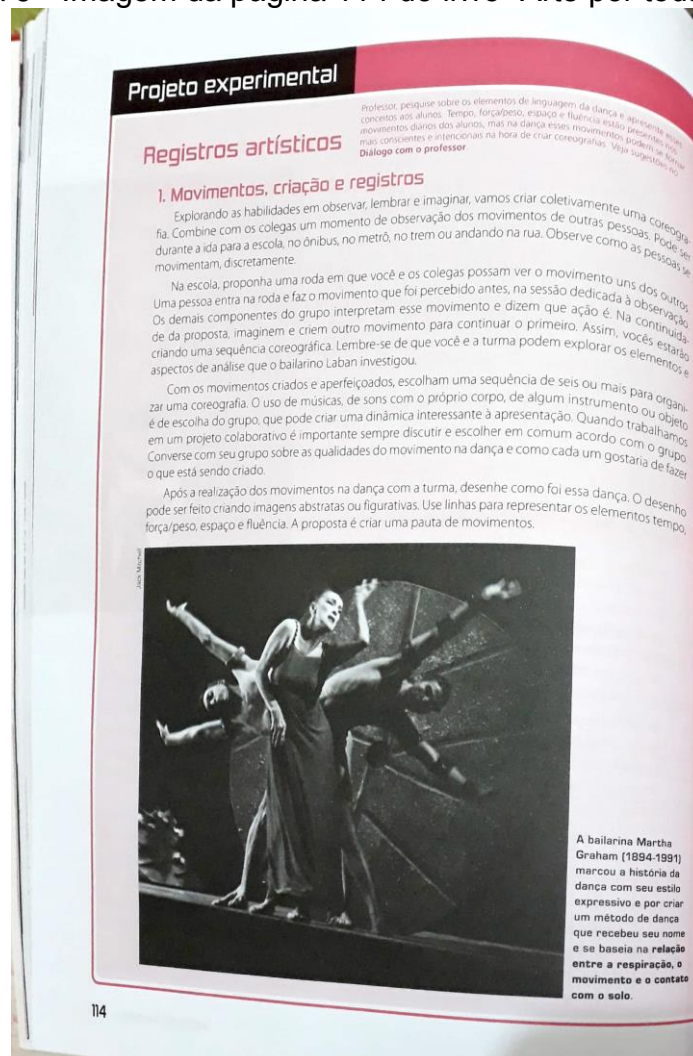 Imagem da página 114 do livro "Arte por tod
Projeto experimental
Professor, pesquise sobre os elementos de linguagem da dança e apresente esses
conceitos aos alunos. Tempo, força/peso, espaço e fluência estão presentes nos
movimentos diários dos alunos, mas na dança esses movimentos podem se tornar
mais conscientes e intencionais na hora de criar coreografias. Veja sugestões no
Diálogo com o professor.
Registros artísticos
1. Movimentos, criação e registros
Explorando as habilidades em observar, lembrar e imaginar, vamos criar coletivamente uma coreogra-
fia. Combine com os colegas um momento de observação dos movimentos de outras pessoas. Pode ser
durante a ida para a escola, no ônibus, no metrô, no trem ou andando na rua. Observe como as pessoas se
movimentam, discretamente.
Na escola, proponha uma roda em que você e os colegas possam ver o movimento uns dos outros.
Uma pessoa entra na roda e faz o movimento que foi percebido antes, na sessão dedicada à observação.
Os demais componentes do grupo interpretam esse movimento e dizem que ação é. Na continuida-
de da proposta, imaginem e criem outro movimento para continuar o primeiro. Assim, vocês estarão
criando uma sequência coreográfica. Lembre-se de que você e a turma podem explorar os elementos e
aspectos de análise que o bailarino Laban investigou.
Com os movimentos criados e aperfeiçoados, escolham uma sequência de seis ou mais para organi-
zar uma coreografia. O uso de músicas, de sons com o próprio corpo, de algum instrumento ou objeto
é de escolha do grupo, que pode criar uma dinâmica interessante à apresentação. Quando trabalhamos
em um projeto colaborativo é importante sempre discutir e escolher em comum acordo com o grupo.
Converse com seu grupo sobre as qualidades do movimento na dança e como cada um gostaria de fazer
o que está sendo criado.
Após a realização dos movimentos na dança com a turma, desenhe como foi essa dança. O desenho
pode ser feito criando imagens abstratas ou figurativas. Use linhas para representar os elementos tempo,
força/peso, espaço e fluência. A proposta é criar uma pauta de movimentos.
Jack Mitchell
A bailarina Martha
Graham (1894-1991)
marcou a história da
dança com seu estilo
expressivo e por criar
um método de dança
que recebeu seu nome
e se baseia na relação
entre a respiração, o
movimento e o contato
com o solo.
114